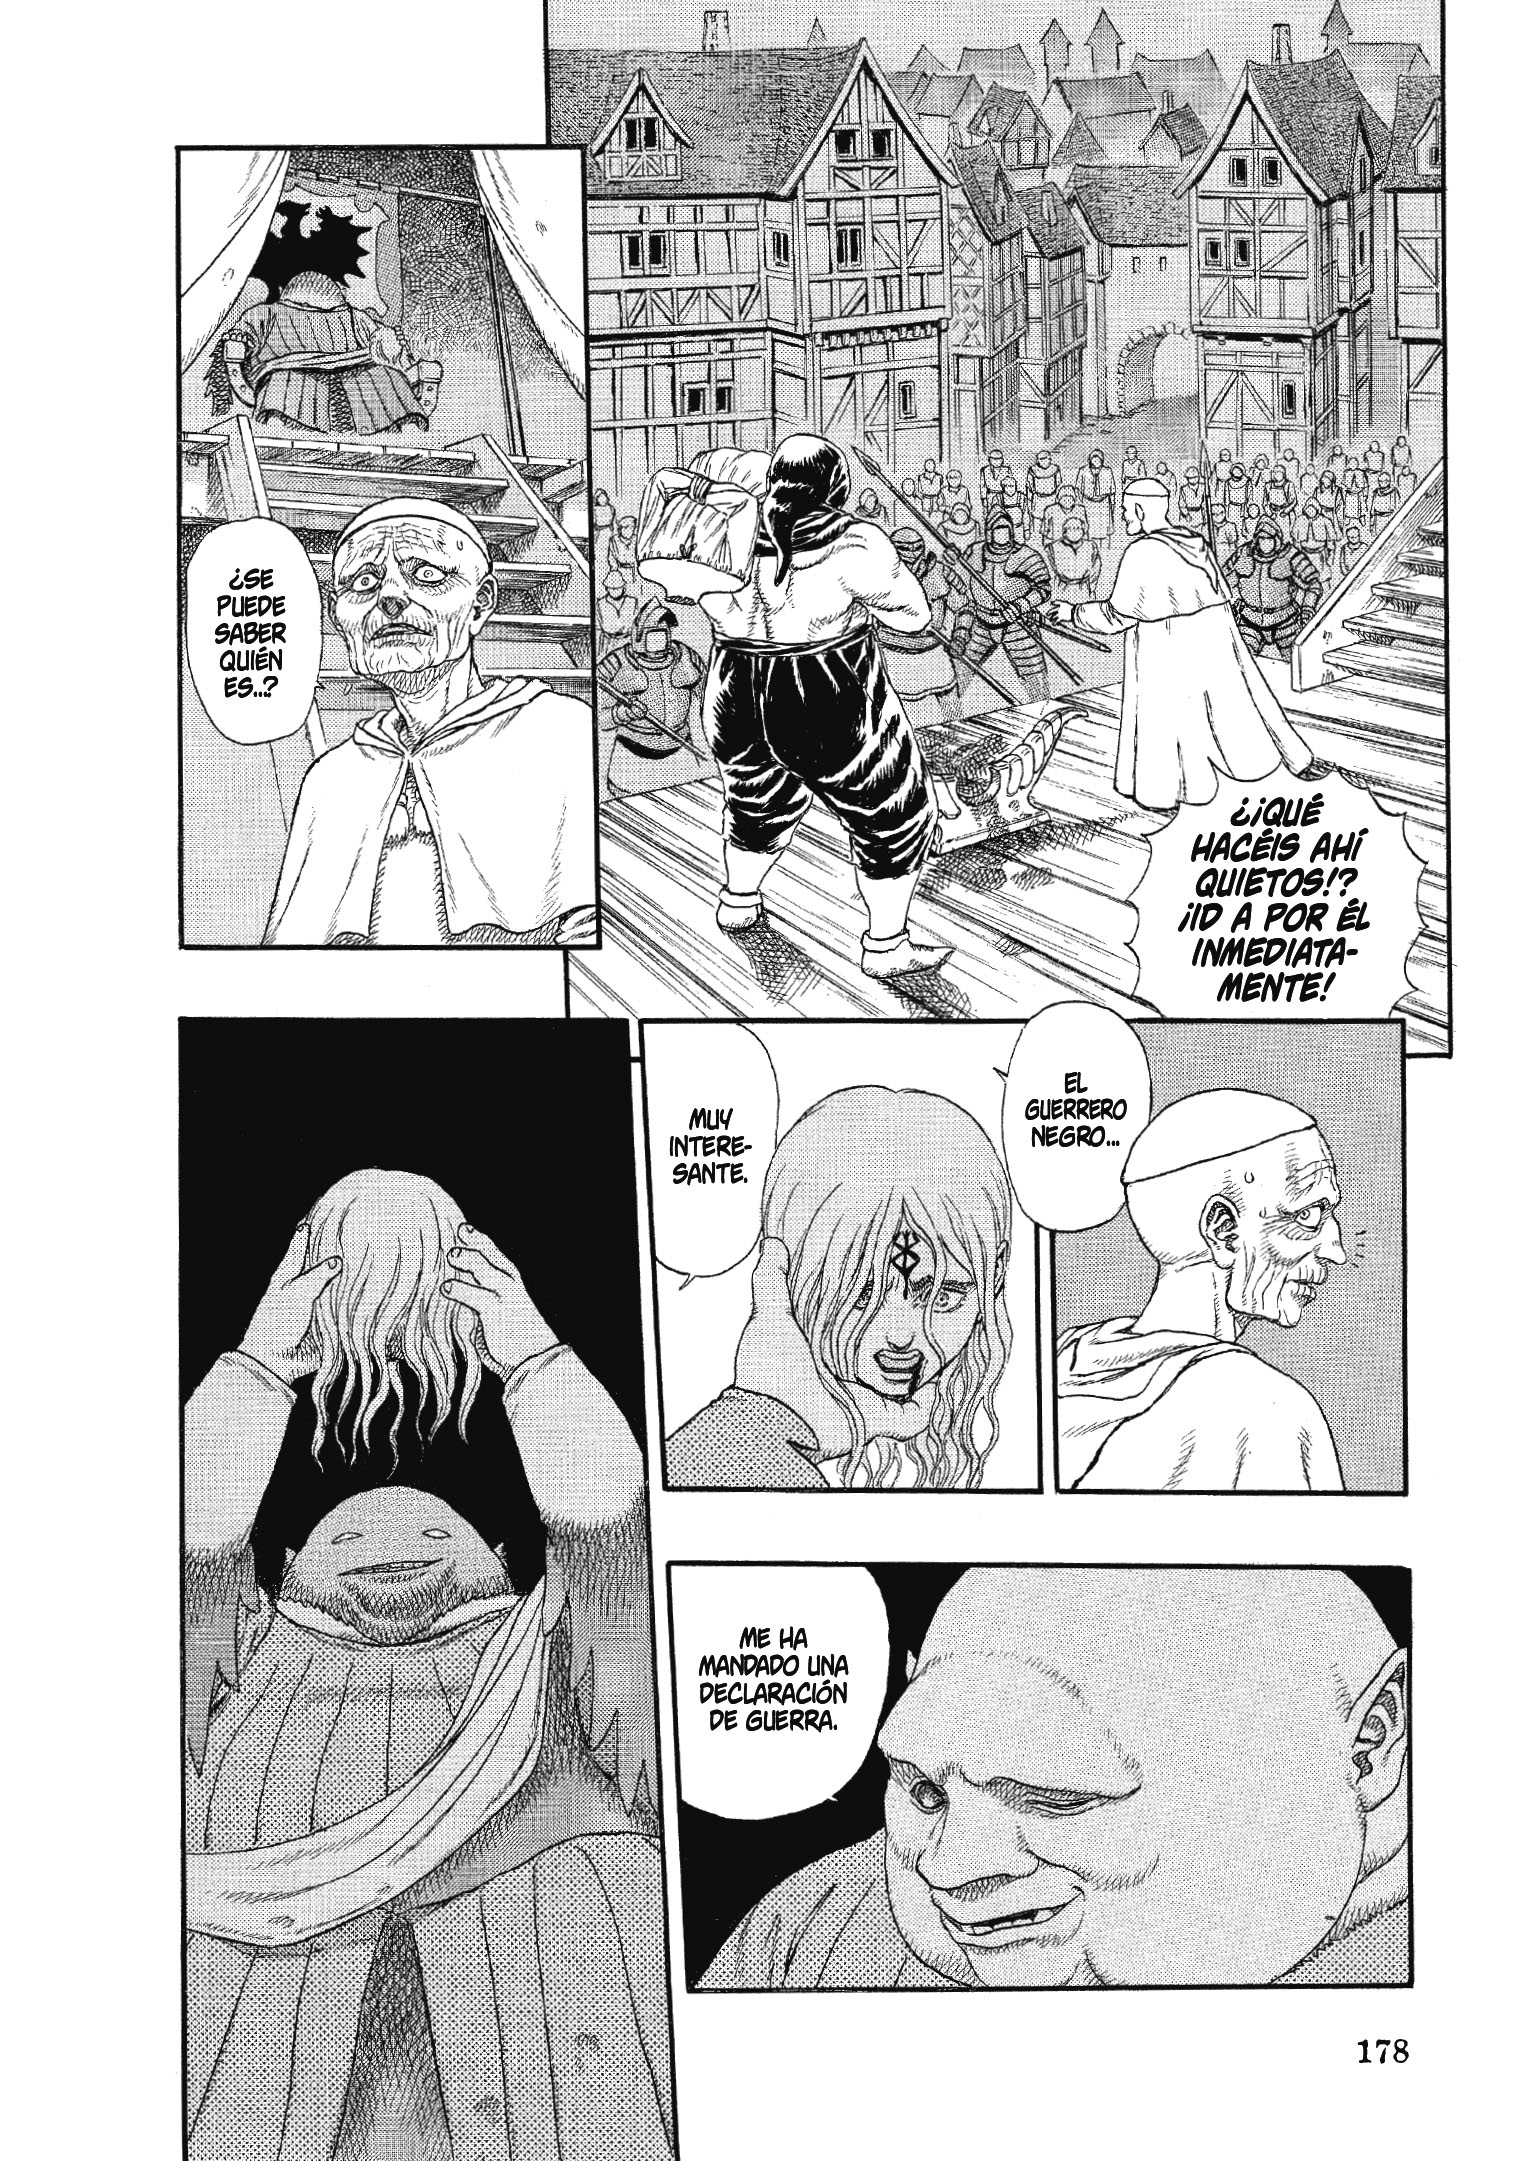 ¿¡QUÉ
HACÉIS AHÍ
QUIETOS!?
¡ID A POR ÉL
INMEDIATA-
MENTE!
¿SE
PUEDE
SABER
QUIÉN
ES...?
EL
GUERRERO
NEGRO...
MUY
INTERE-
SANTE.
ME HA
MANDADO UNA
DECLARACIÓN
DE GUERRA.
178